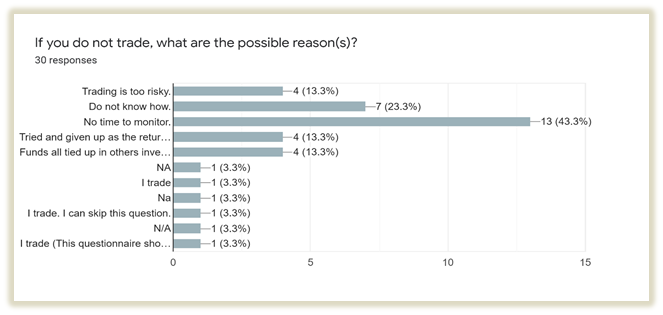 If you do not trade, what are the possible reason(s)?
30 responses
Trading is too risky. 4 (13.3%)
Do not know how. 7 (23.3%)
No time to monitor. 13 (43.3%)
Tried and given up as the retur... 4 (13.3%)
Funds all tied up in others inve... 4 (13.3%)
NA 1 (3.3%)
I trade 1 (3.3%)
Na 1 (3.3%)
I trade. I can skip this question. 1 (3.3%)
N/A 1 (3.3%)
I trade (This questionnaire sho... 1 (3.3%)
0 5 10 15